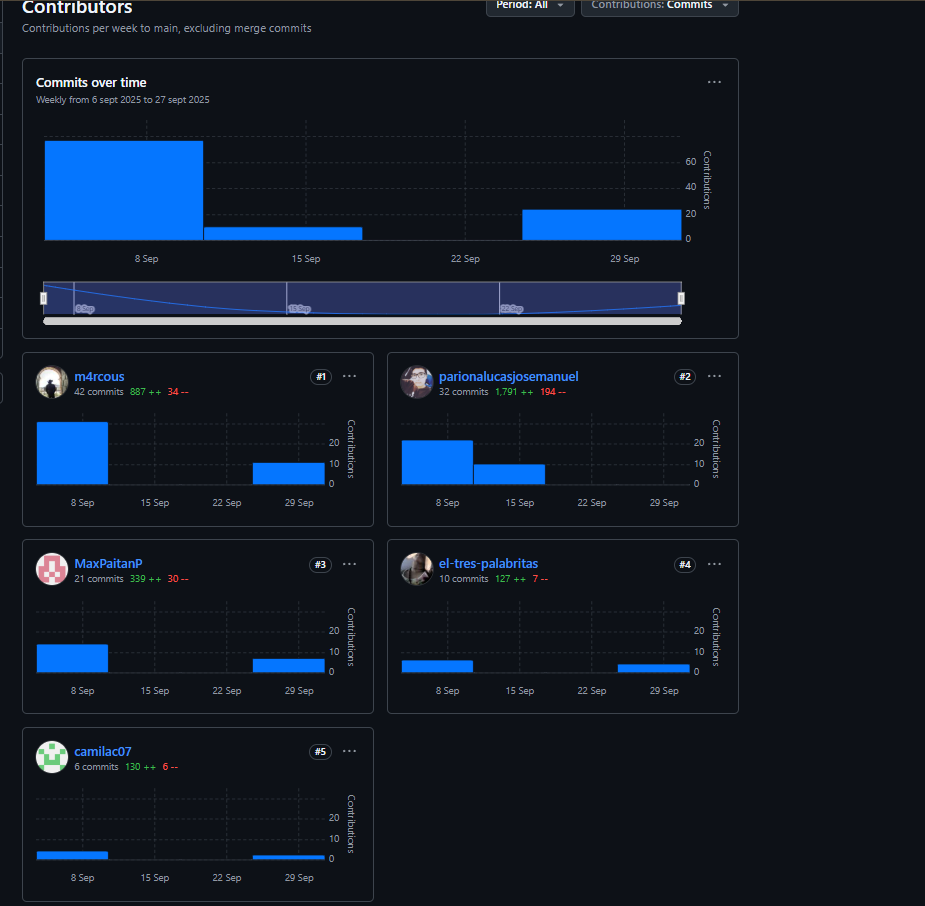 Contributors
Period: All
Contributions: Commits
Contributions per week to main, excluding merge commits
Commits over time
Weekly from 6 sept 2025 to 27 sept 2025
60
40
20
0
Contributions
8 Sep 15 Sep 22 Sep 29 Sep
8 Sep 15 Sep 22 Sep
m4rcous #1
42 commits 887 ++ 34 --
20
10
0
Contributions
8 Sep 15 Sep 22 Sep 29 Sep
parionalucasjosemanuel #2
32 commits 1,791 ++ 194 --
20
10
0
Contributions
8 Sep 15 Sep 22 Sep 29 Sep
MaxPaitanP #3
21 commits 339 ++ 30 --
20
10
0
Contributions
8 Sep 15 Sep 22 Sep 29 Sep
el-tres-palabritas #4
10 commits 127 ++ 7 --
20
10
0
Contributions
8 Sep 15 Sep 22 Sep 29 Sep
camilac07 #5
6 commits 130 ++ 6 --
20
10
0
Contributions
8 Sep 15 Sep 22 Sep 29 Sep